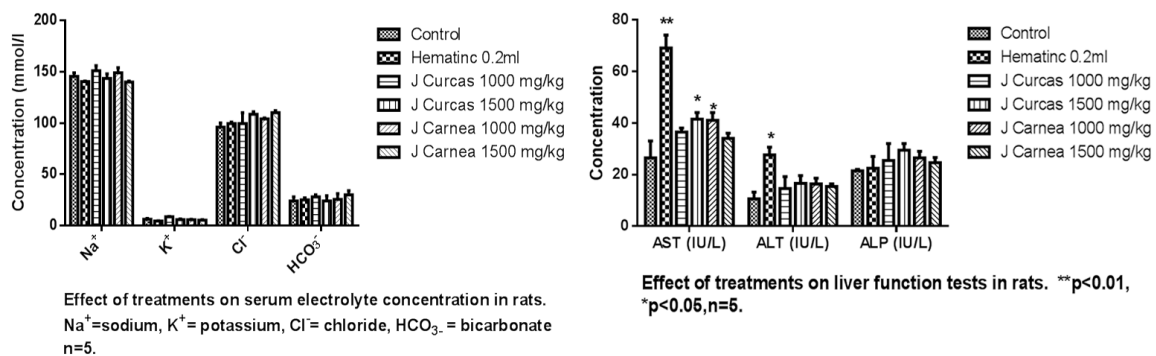 200
150
100
50
0
Concentration (mmol/l
Na⁺
K⁺
Cl⁻
HCO₃⁻
Control
Hematinc 0.2ml
J Curcas 1000 mg/kg
J Curcas 1500 mg/kg
J Carnea 1000 mg/kg
J Carnea 1500 mg/kg
Effect of treatments on serum electrolyte concentration in rats.
Na⁺=sodium, K⁺= potassium, Cl⁻= chloride, HCO₃₋ = bicarbonate
n=5.
80
60
40
20
0
Concentration
**
*
*
*
AST (IU/L)
ALT (IU/L)
ALP (IU/L)
Control
Hematinc 0.2ml
J Curcas 1000 mg/kg
J Curcas 1500 mg/kg
J Carnea 1000 mg/kg
J Carnea 1500 mg/kg
Effect of treatments on liver function tests in rats. **p<0.01,
*p<0.05,n=5.